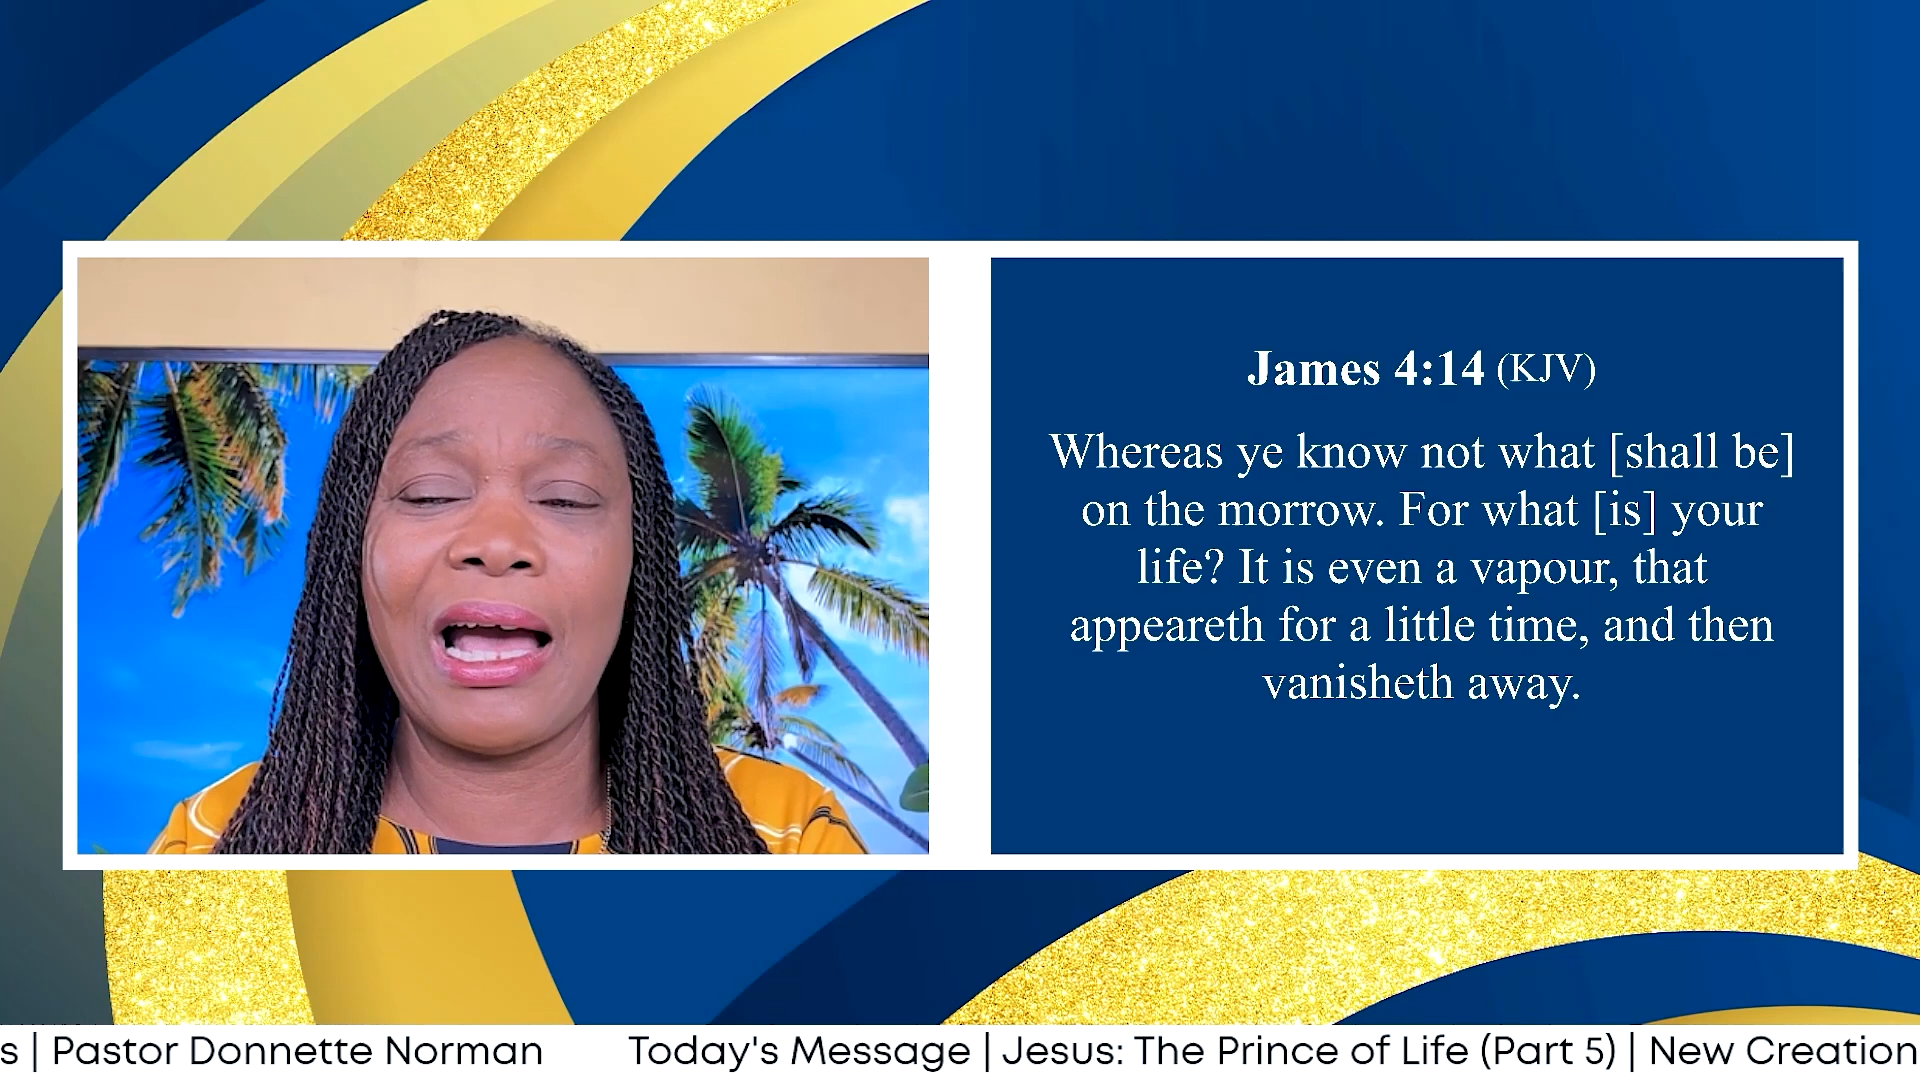 James 4:14 (KJV)
Whereas ye know not what [shall be]
on the morrow. For what [is] your
life? It is even a vapour, that
appeareth for a little time, and then
vanisheth away.
s | Pastor Donnette Norman Today's Message | Jesus: The Prince of Life (Part 5) | New Creation